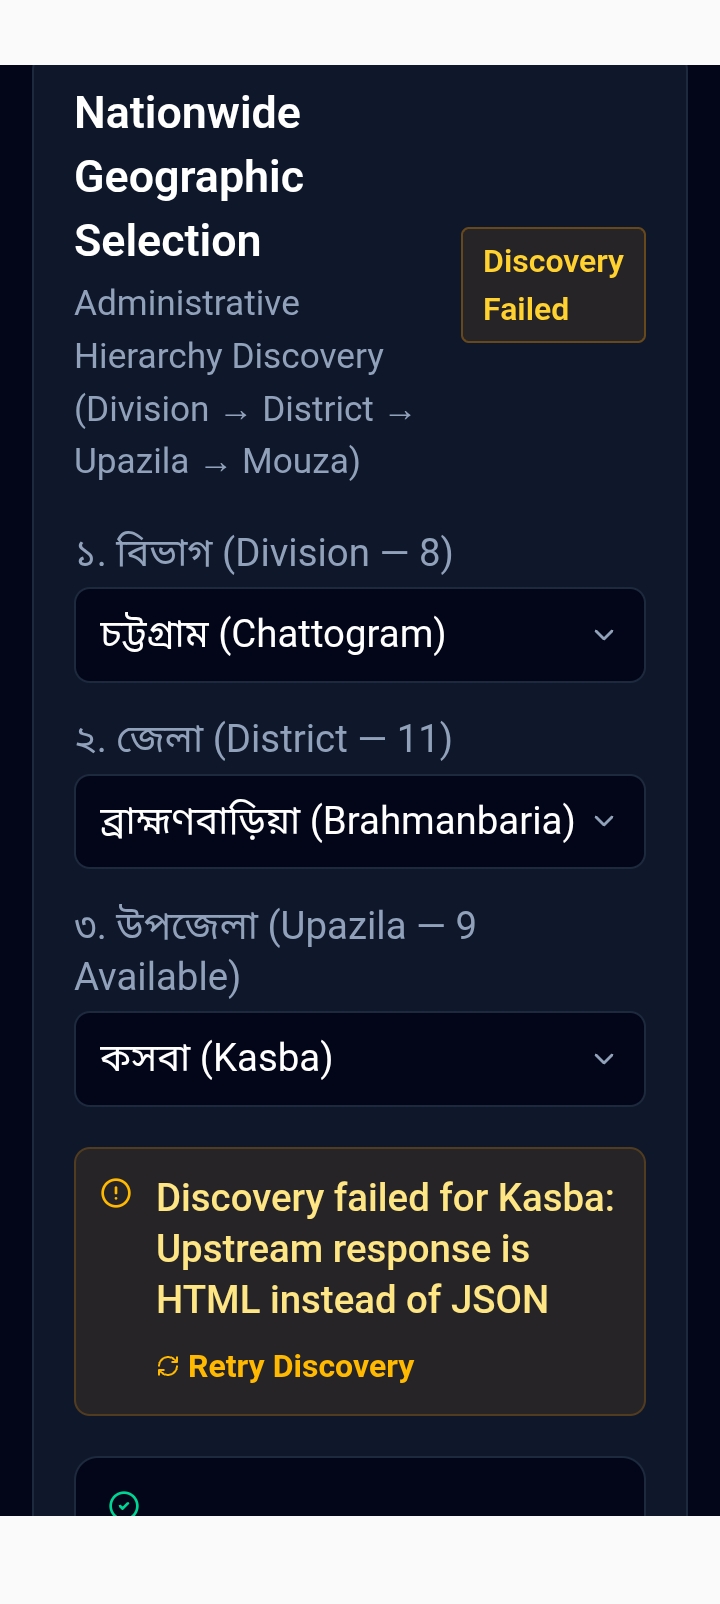 Nationwide
Geographic
Selection
Discovery
Failed
Administrative
Hierarchy Discovery
(Division → District →
Upazila → Mouza)
১. বিভাগ (Division — 8)
চট্টগ্রাম (Chattogram)
২. জেলা (District — 11)
ব্রাহ্মণবাড়িয়া (Brahmanbaria)
৩. উপজেলা (Upazila — 9
Available)
কসবা (Kasba)
Discovery failed for Kasba:
Upstream response is
HTML instead of JSON
Retry Discovery